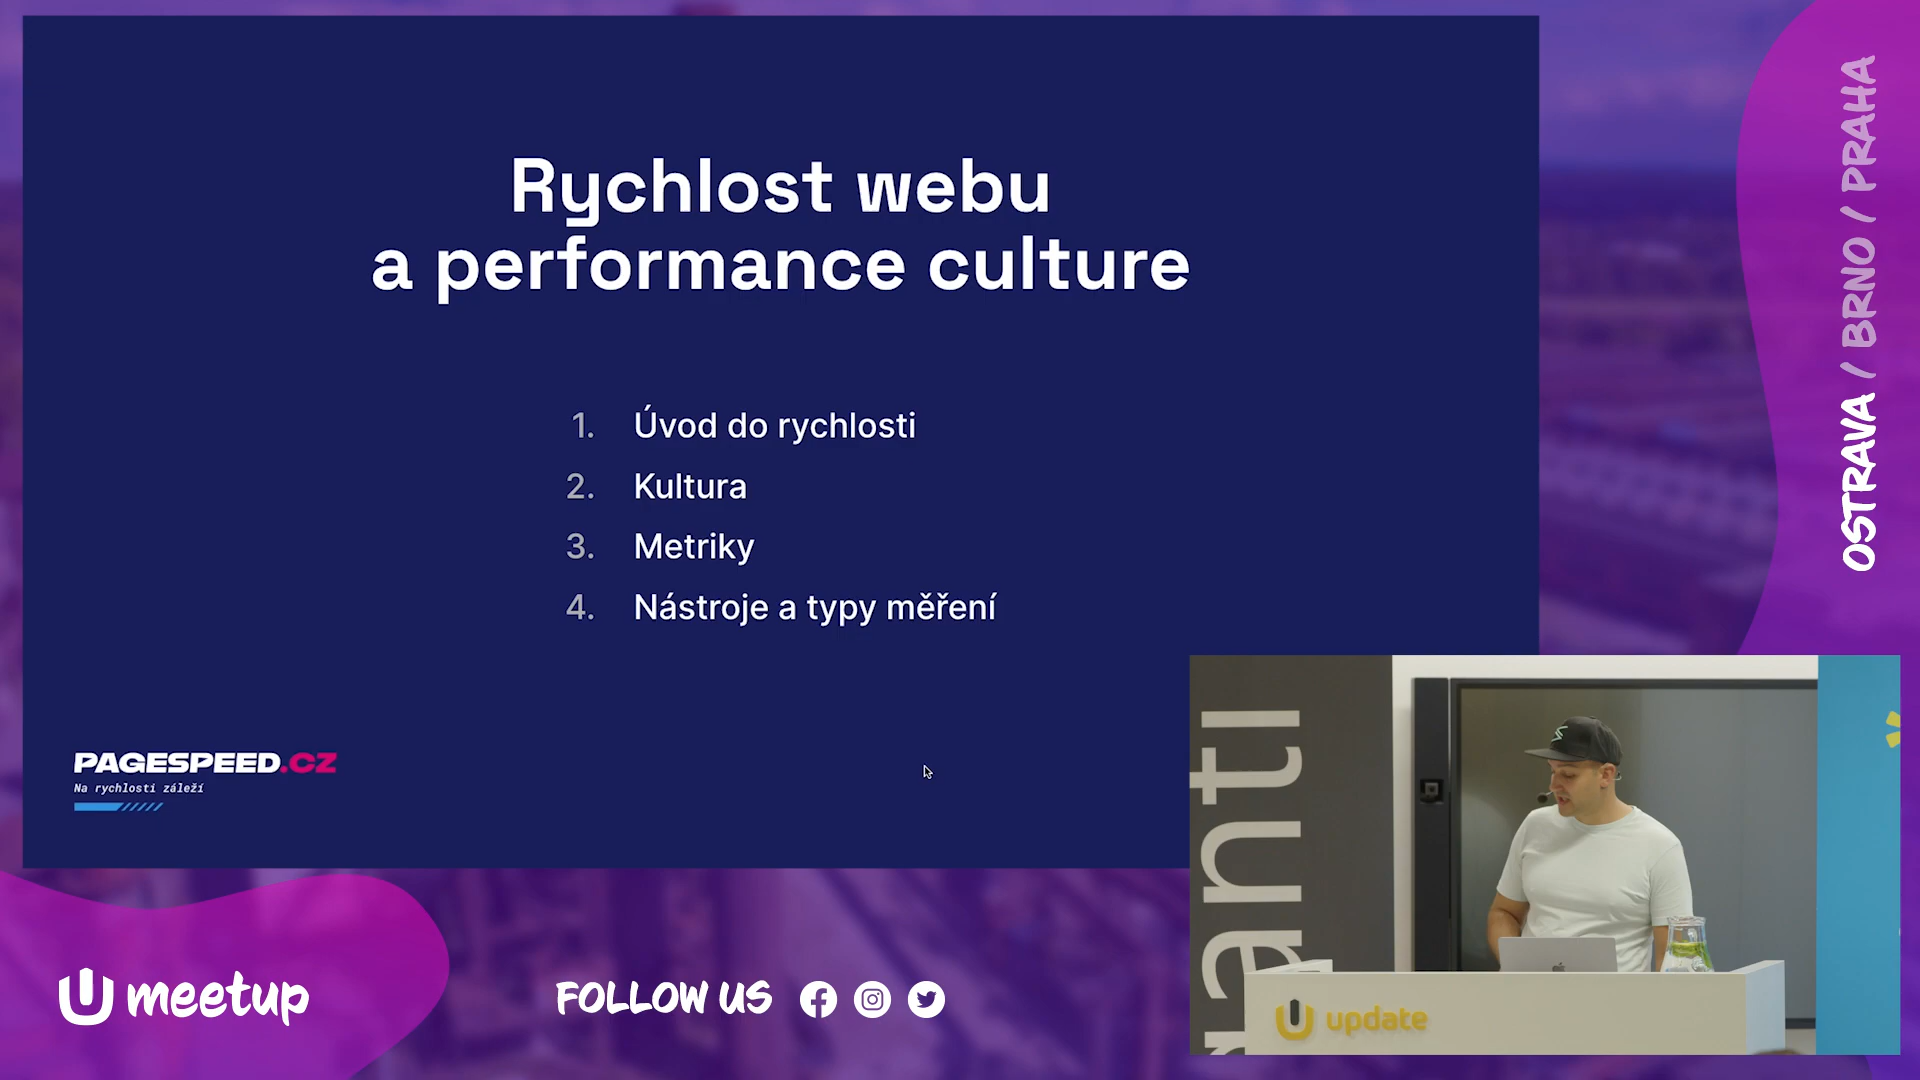 Rychlost webu
a performance culture
1. Úvod do rychlosti
2. Kultura
3. Metriky
4. Nástroje a typy měření
PAGESPEED.CZ
Na rychlosti záleží
OSTRAVA / BRNO / PRAHA
anti
update
meetup
FOLLOW US